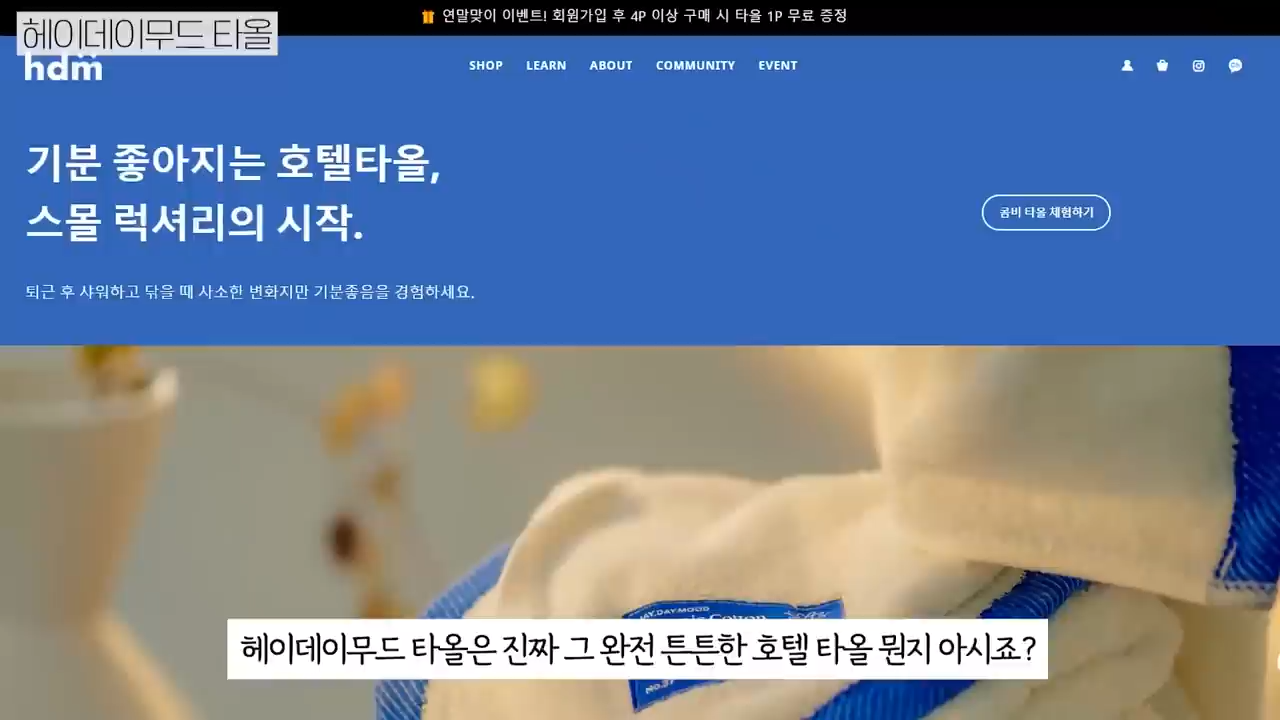 연말맞이 이벤트! 회원가입 후 4P 이상 구매 시 타올 1P 무료 증정
헤이데이무드 타올
hdm
SHOP LEARN ABOUT COMMUNITY EVENT
기분 좋아지는 호텔타올,
스몰 럭셔리의 시작.
콤비 타올 체험하기
퇴근 후 샤워하고 닦을 때 사소한 변화지만 기분좋음을 경험하세요.
헤이데이무드 타올은 진짜 그 완전 튼튼한 호텔 타올 뭔지 아시죠?